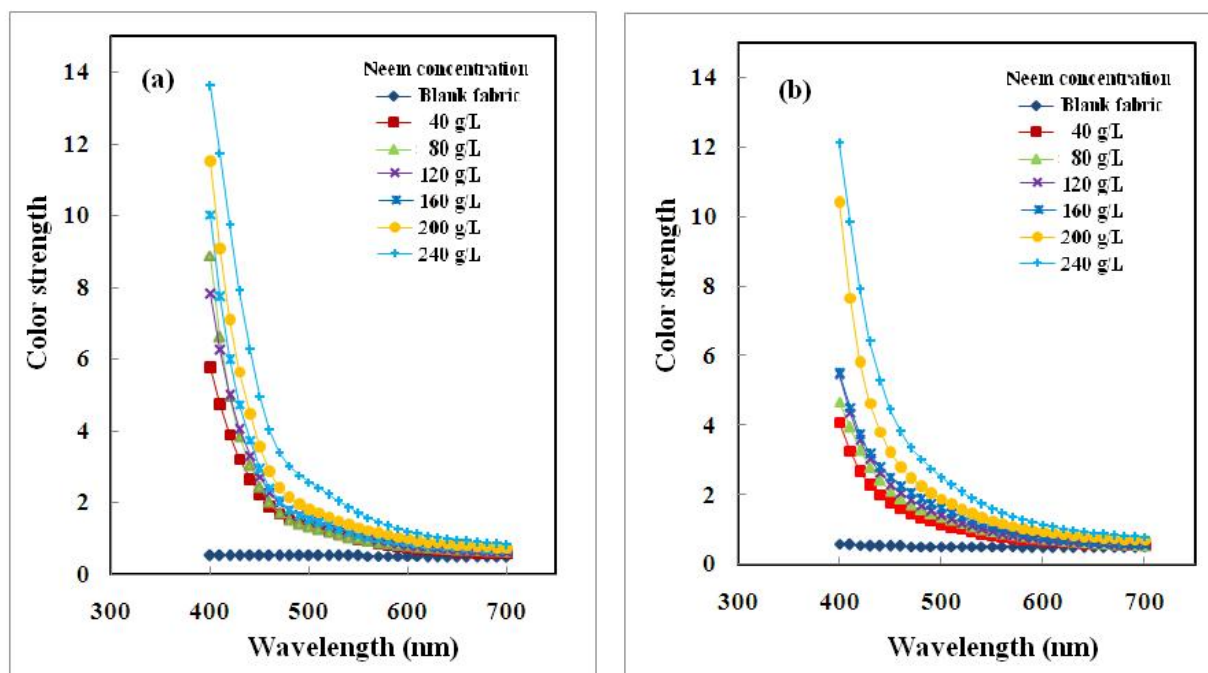 (a)
Neem concentration
Blank fabric
40 g/L
80 g/L
120 g/L
160 g/L
200 g/L
240 g/L
Color strength
14
12
10
8
6
4
2
0
300 400 500 600 700
Wavelength (nm)
(b)
Neem concentration
Blank fabric
40 g/L
80 g/L
120 g/L
160 g/L
200 g/L
240 g/L
Color strength
14
12
10
8
6
4
2
0
300 400 500 600 700
Wavelength (nm)